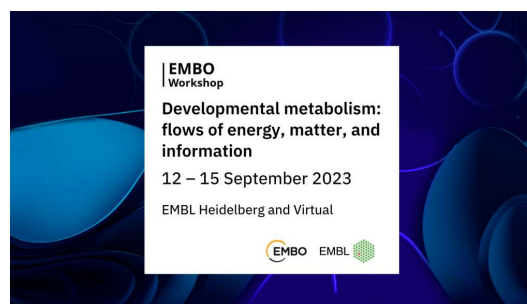 EMBO
Workshop
Developmental metabolism:
flows of energy, matter, and
information
12 – 15 September 2023
EMBL Heidelberg and Virtual
EMBO EMBL